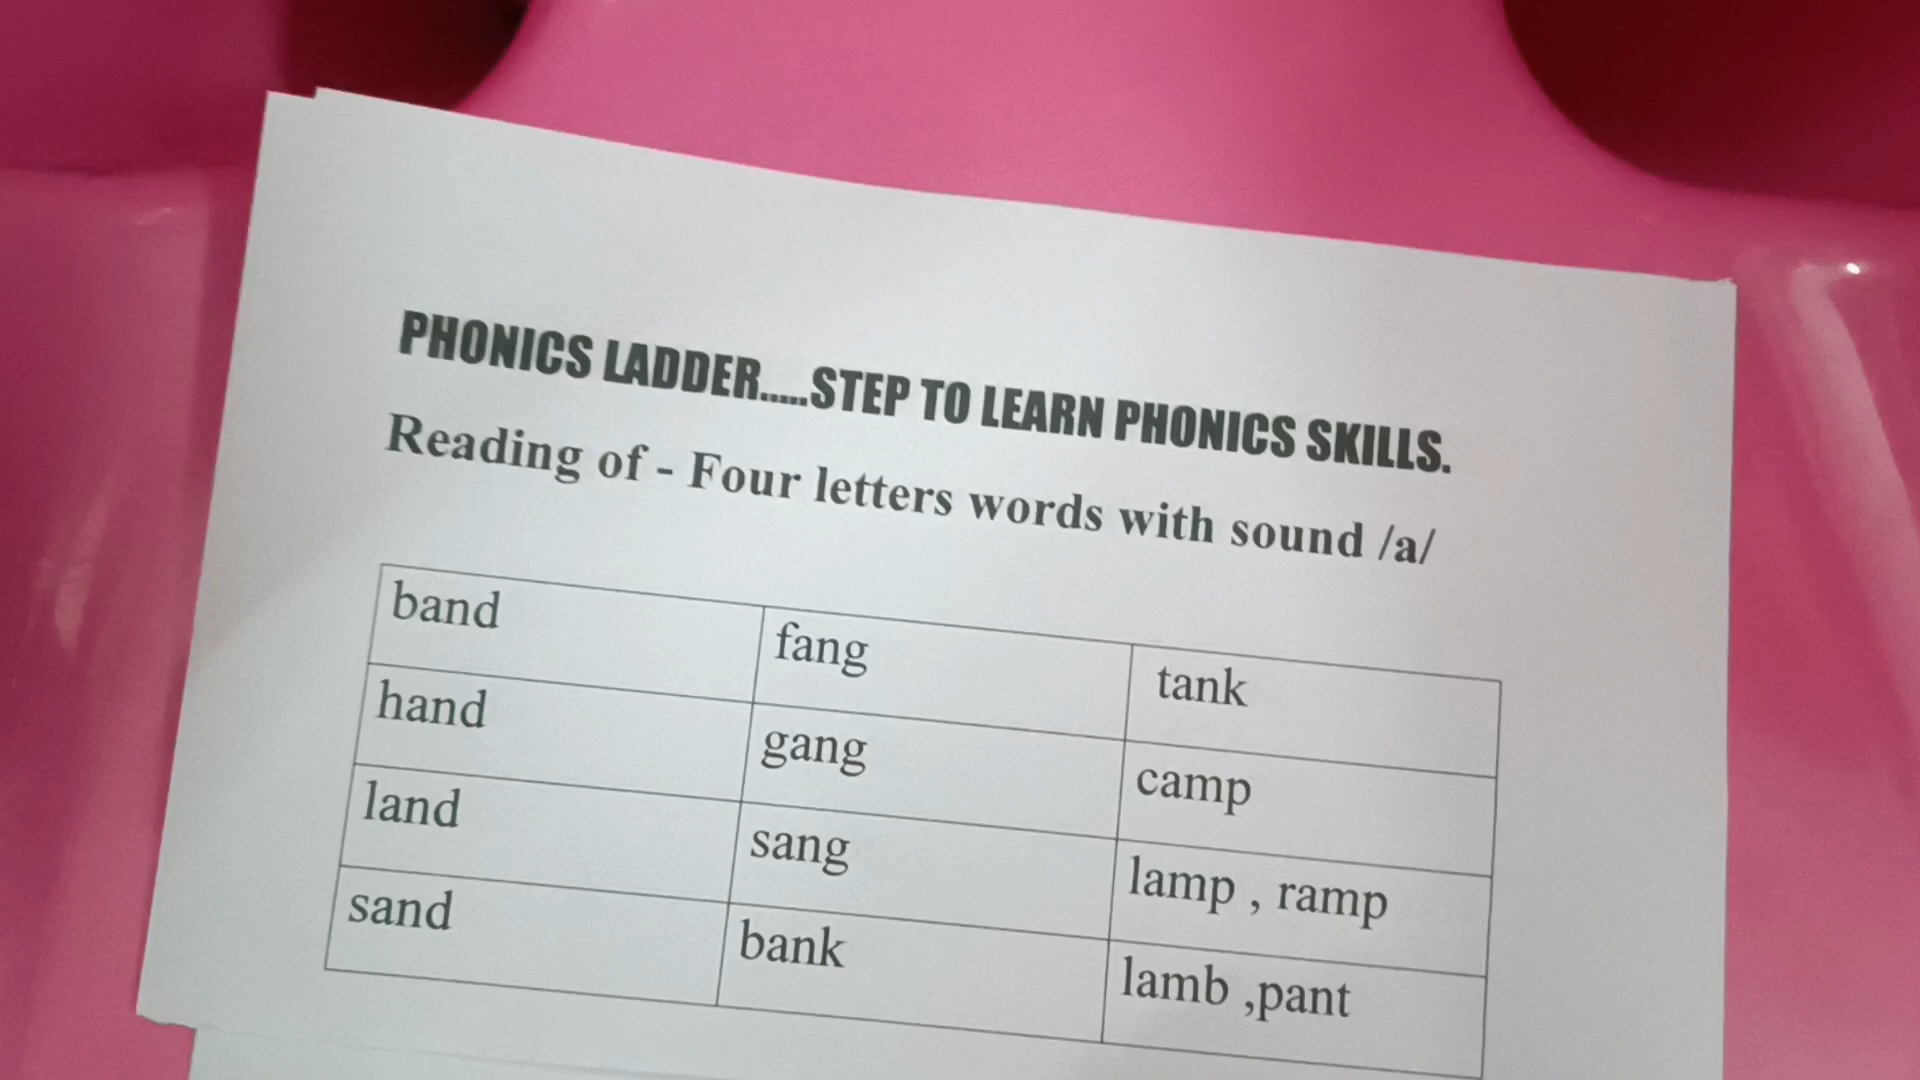 PHONICS LADDER.....STEP TO LEARN PHONICS SKILLS.
Reading of - Four letters words with sound /a/
band fang tank
hand gang camp
land sang lamp , ramp
sand bank lamb ,pant